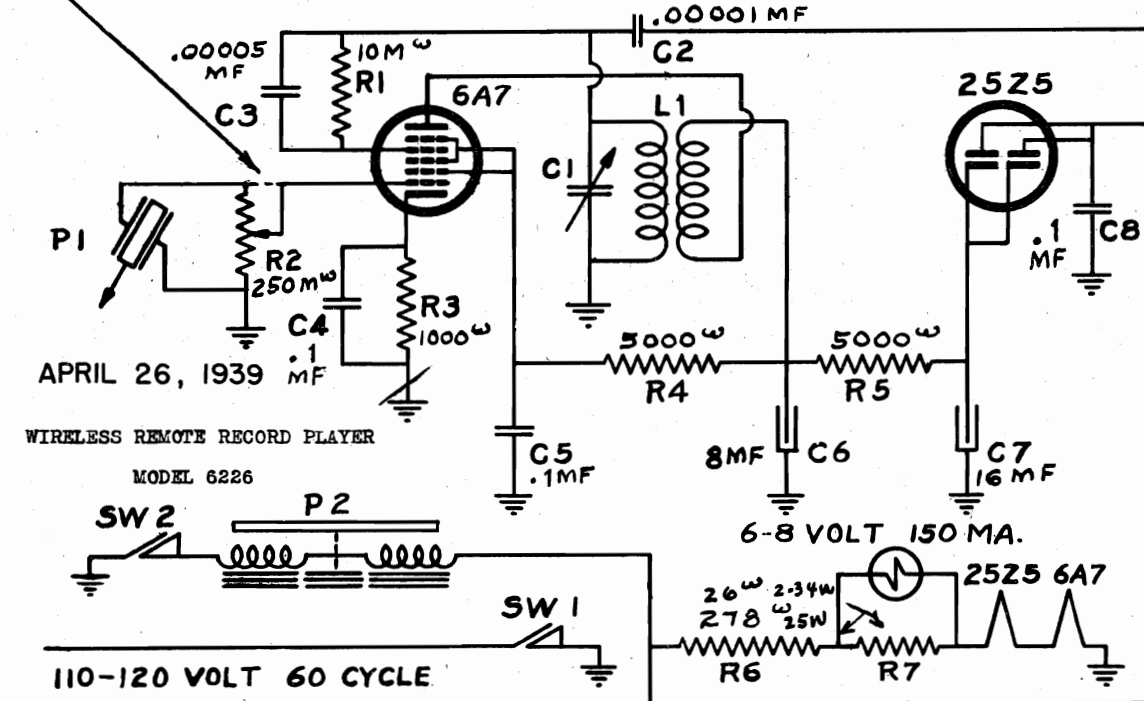 .00001 MF
C2
.00005
MF
C3
10M ω
R1
6A7
L1
C1
25Z5
P1
R2
250M ω
C4
.1
MF
R3
1000 ω
.1
MF
C8
5000 ω
R4
5000 ω
R5
APRIL 26, 1939
WIRELESS REMOTE RECORD PLAYER
MODEL 6226
C5
.1MF
8MF
C6
C7
16 MF
SW 2
P 2
6-8 VOLT 150 MA.
25Z5 6A7
26 ω 2.34W
278 ω 25W
R6
R7
SW 1
110-120 VOLT 60 CYCLE